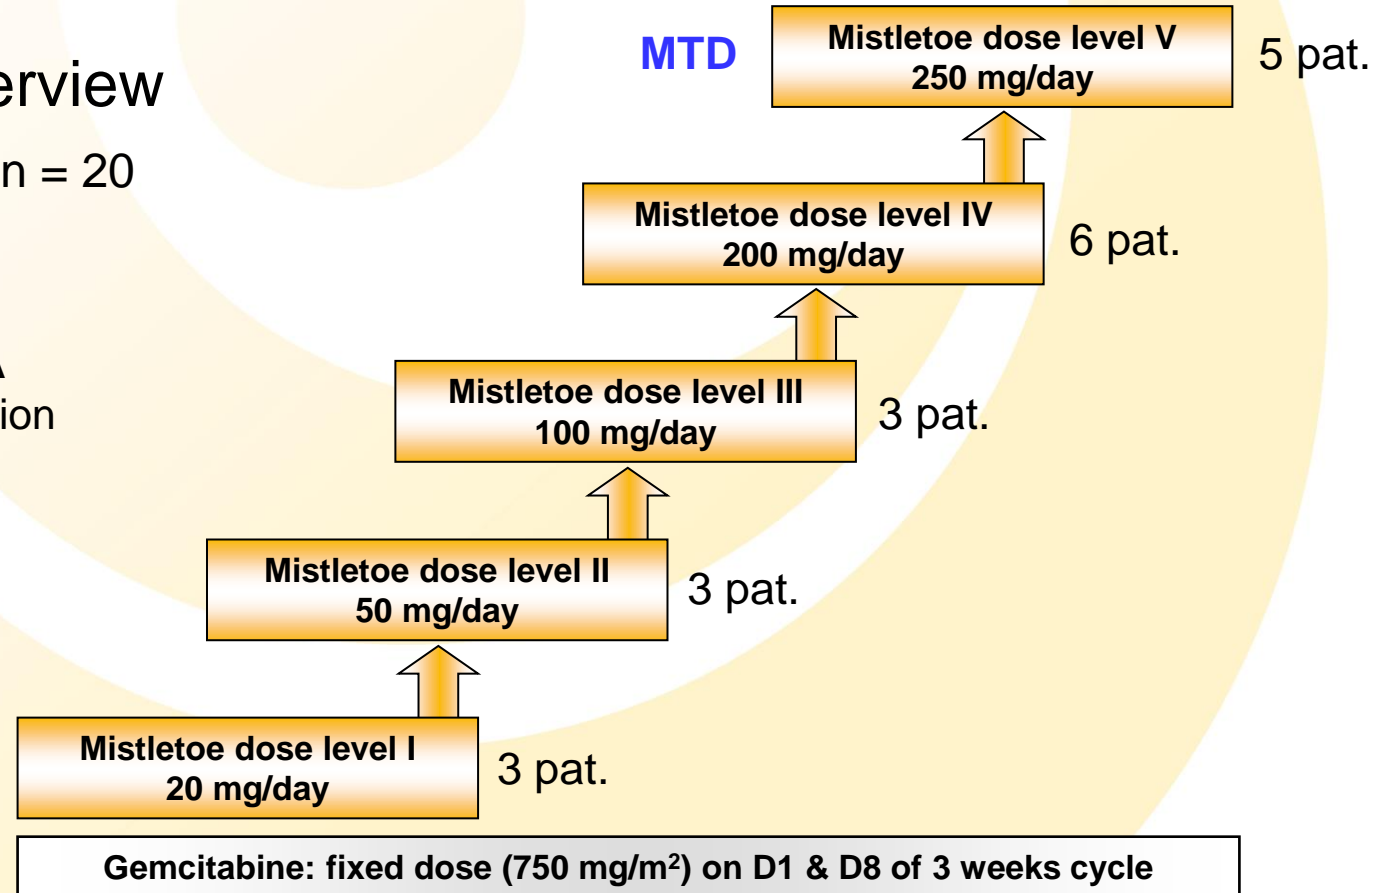 MTD
Mistletoe dose level V
250 mg/day
5 pat.
n = 20
Mistletoe dose level IV
200 mg/day
6 pat.
Mistletoe dose level III
100 mg/day
3 pat.
Mistletoe dose level II
50 mg/day
3 pat.
Mistletoe dose level I
20 mg/day
3 pat.
Gemcitabine: fixed dose (750 mg/m²) on D1 & D8 of 3 weeks cycle